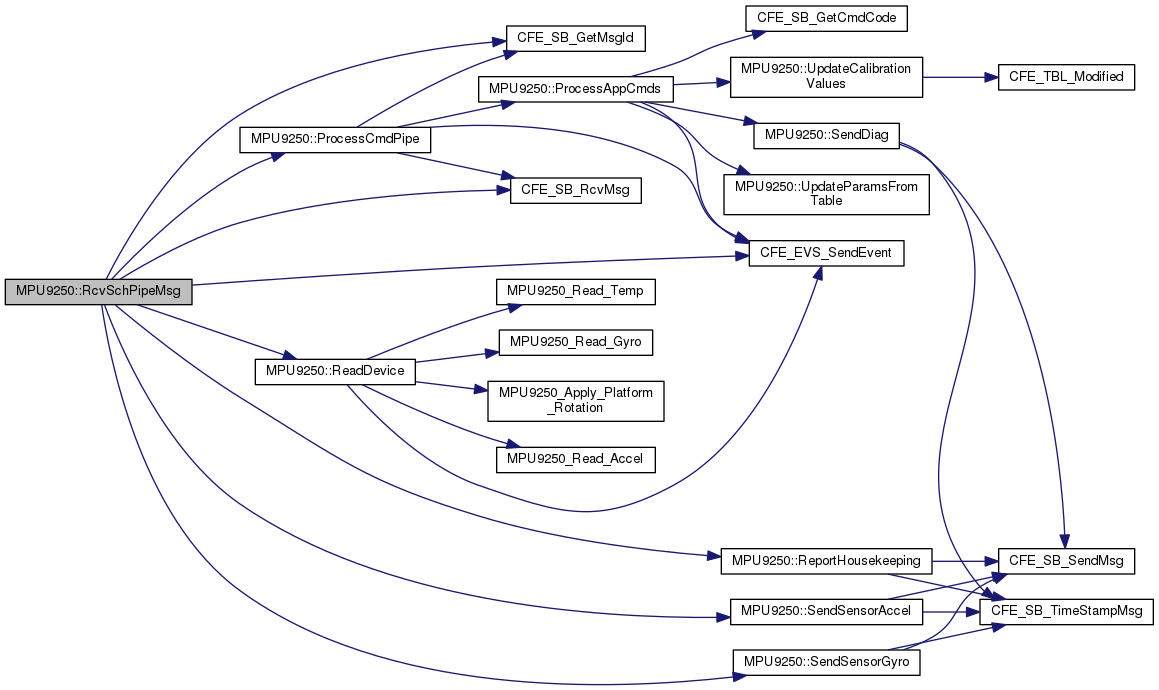 CFE_SB_GetCmdCode
CFE_SB_GetMsgId
MPU9250::UpdateCalibration
Values
CFE_TBL_Modified
MPU9250::ProcessAppCmds
MPU9250::SendDiag
MPU9250::ProcessCmdPipe
CFE_SB_RcvMsg
MPU9250::UpdateParamsFrom
Table
CFE_EVS_SendEvent
MPU9250::RcvSchPipeMsg
MPU9250_Read_Temp
MPU9250_Read_Gyro
MPU9250::ReadDevice
MPU9250_Apply_Platform
_Rotation
MPU9250_Read_Accel
MPU9250::ReportHousekeeping
CFE_SB_SendMsg
MPU9250::SendSensorAccel
CFE_SB_TimeStampMsg
MPU9250::SendSensorGyro